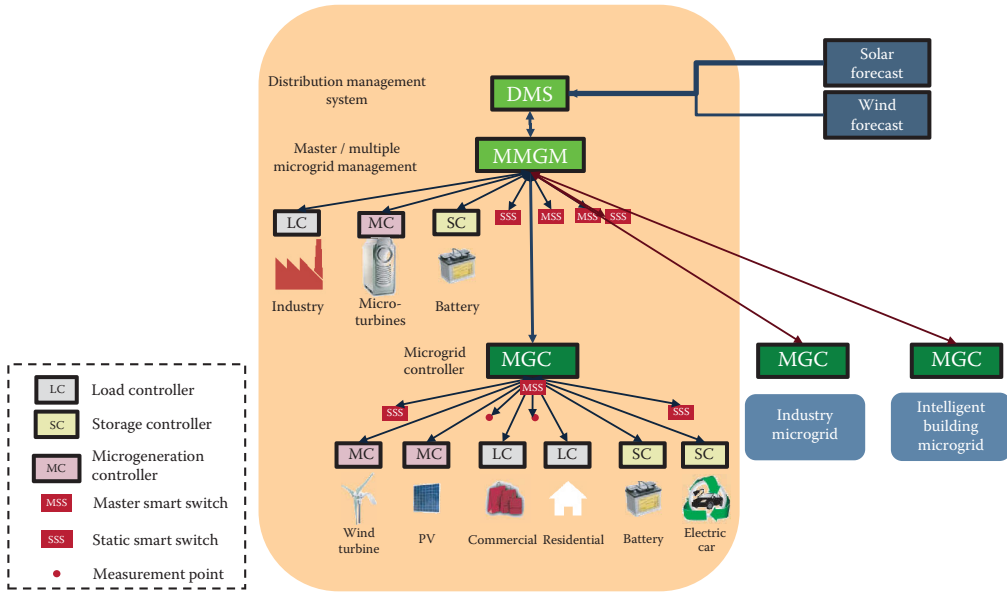 Solar
forecast
Distribution management
system
DMS
Wind
forecast
Master / multiple
microgrid management
MMGM
LC
MC
SC
SSS
MSS
MSS
SSS
Industry
Micro-
turbines
Battery
Microgrid
controller
MGC
MGC
MGC
MSS
SSS
SSS
Industry
microgrid
Intelligent
building
microgrid
MC
MC
LC
LC
SC
SC
Wind
turbine
PV
Commercial
Residential
Battery
Electric
car
LC
Load controller
SC
Storage controller
MC
Microgeneration
controller
MSS
Master smart switch
SSS
Static smart switch
Measurement point